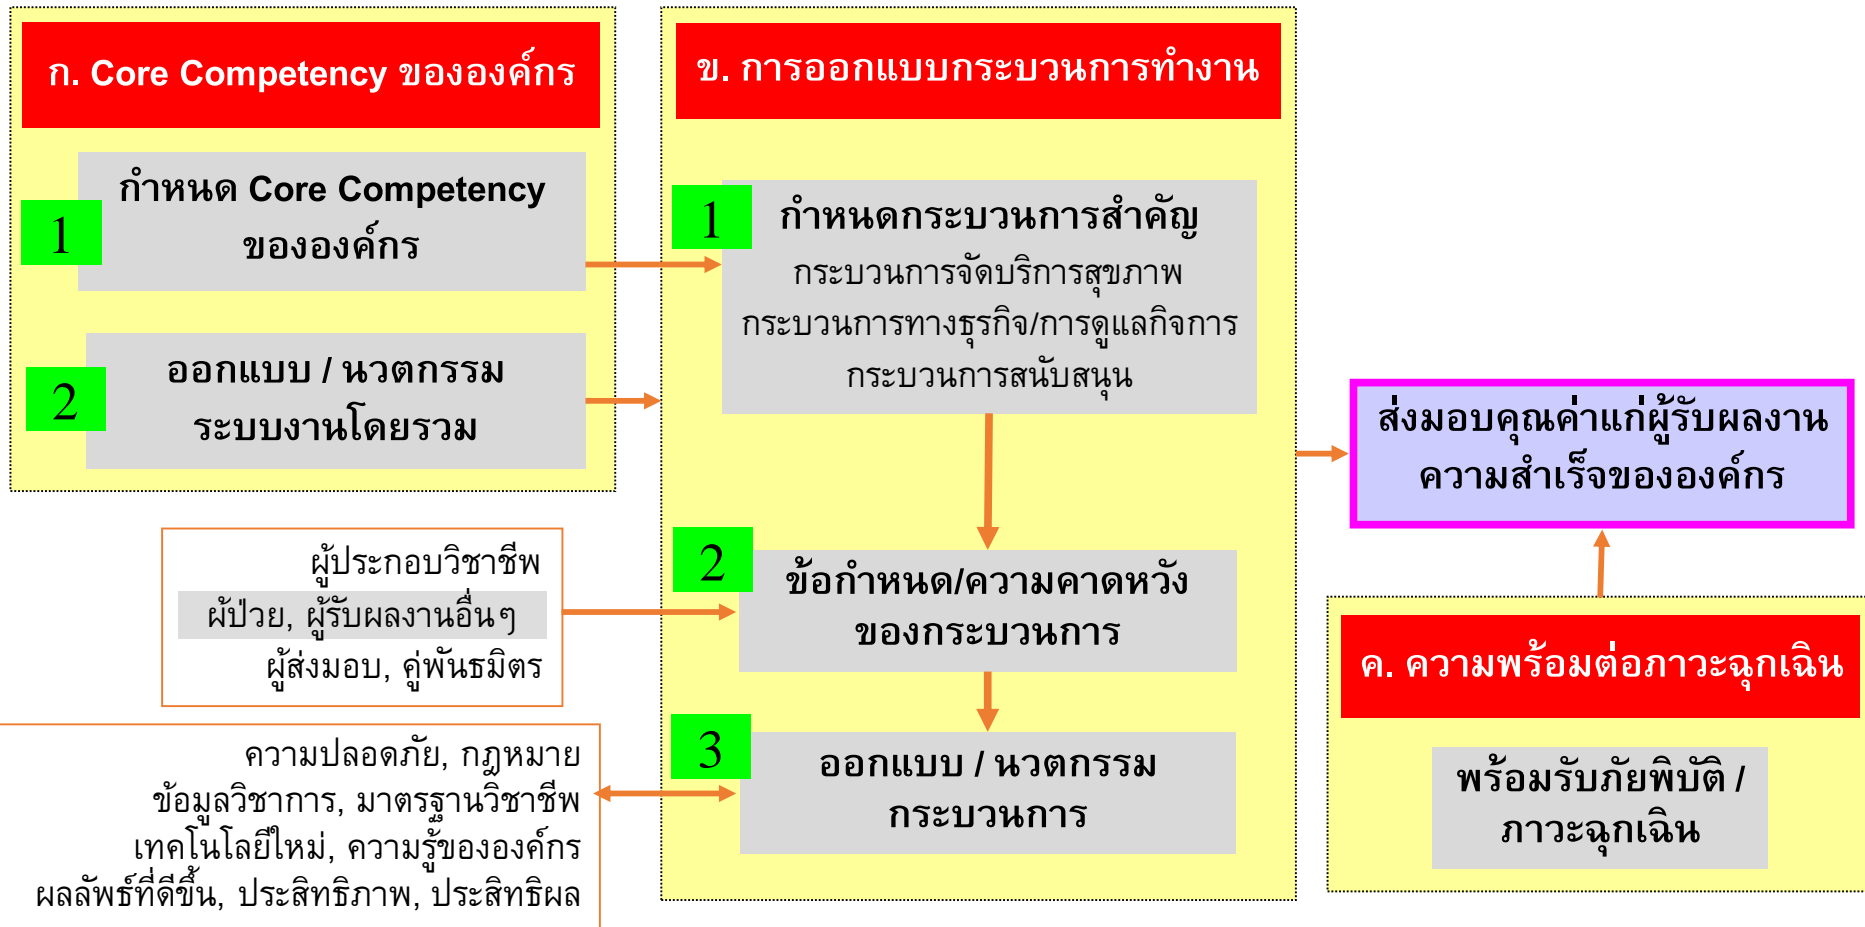 ก. Core Competency ขององค์กร
1
กำหนด Core Competency
ขององค์กร
2
ออกแบบ / นวตกรรม
ระบบงานโดยรวม
ข. การออกแบบกระบวนการทำงาน
1
กำหนดกระบวนการสำคัญ
กระบวนการจัดบริการสุขภาพ
กระบวนการทางธุรกิจ/การดูแลกิจการ
กระบวนการสนับสนุน
2
ข้อกำหนด/ความคาดหวัง
ของกระบวนการ
3
ออกแบบ / นวตกรรม
กระบวนการ
ผู้ประกอบวิชาชีพ
ผ้ป่วย, ผู้รับผลงานอื่นๆ
ผู้ส่งมอบ, คู่พันธมิตร
ความปลอดภัย, กฎหมาย
ข้อมูลวิชาการ, มาตรฐานวิชาชีพ
เทคโนโลยีใหม่, ความรู้ขององค์กร
ผลลัพธ์ที่ดีขึ้น, ประสิทธิภาพ, ประสิทธิผล
ส่งมอบคุณค่าแก่ผู้รับผลงาน
ความสำเร็จขององค์กร
ค. ความพร้อมต่อภาวะฉุกเฉิน
พร้อมรับภัยพิบัติ /
ภาวะฉุกเฉิน